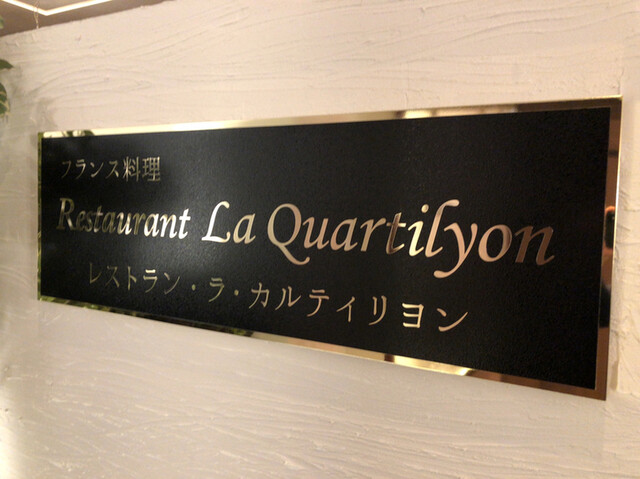 フランス料理
Restaurant La Quartilyon
レストラン・ラ・カルティリヨン